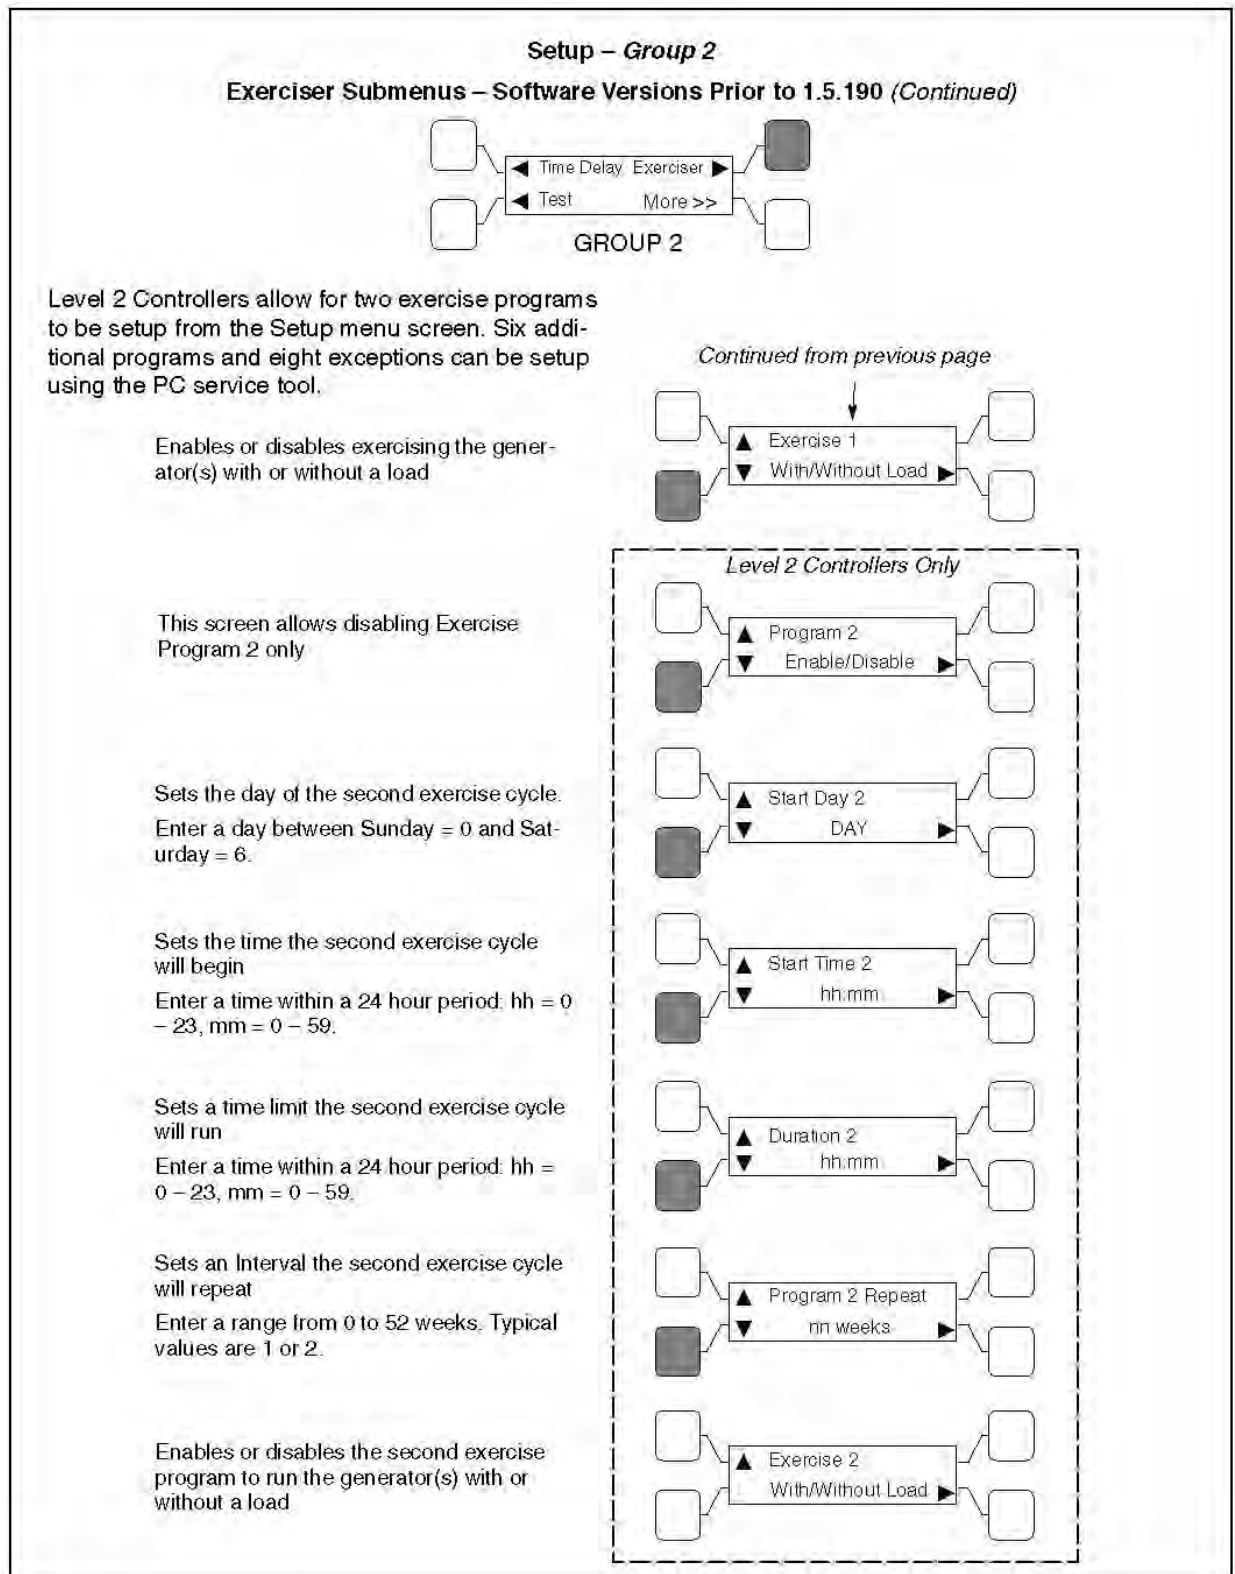 Setup – Group 2
Exerciser Submenus – Software Versions Prior to 1.5.190 (Continued)
◀ Time Delay Exerciser ▶
◀ Test More >>
GROUP 2
Level 2 Controllers allow for two exercise programs
to be setup from the Setup menu screen. Six addi-
tional programs and eight exceptions can be setup
using the PC service tool.
Continued from previous page
Enables or disables exercising the gener-
ator(s) with or without a load
▲ Exercise 1
▼ With/Without Load ▶
Level 2 Controllers Only
This screen allows disabling Exercise
Program 2 only
▲ Program 2
▼ Enable/Disable ▶
Sets the day of the second exercise cycle.
Enter a day between Sunday = 0 and Sat-
urday = 6.
▲ Start Day 2
▼ DAY ▶
Sets the time the second exercise cycle
will begin
Enter a time within a 24 hour period: hh = 0
– 23, mm = 0 – 59.
▲ Start Time 2
▼ hh:mm ▶
Sets a time limit the second exercise cycle
will run
Enter a time within a 24 hour period: hh =
0 – 23, mm = 0 – 59.
▲ Duration 2
▼ hh:mm ▶
Sets an Interval the second exercise cycle
will repeat
Enter a range from 0 to 52 weeks. Typical
values are 1 or 2.
▲ Program 2 Repeat
▼ nn weeks ▶
Enables or disables the second exercise
program to run the generator(s) with or
without a load
▲ Exercise 2
With/Without Load ▶